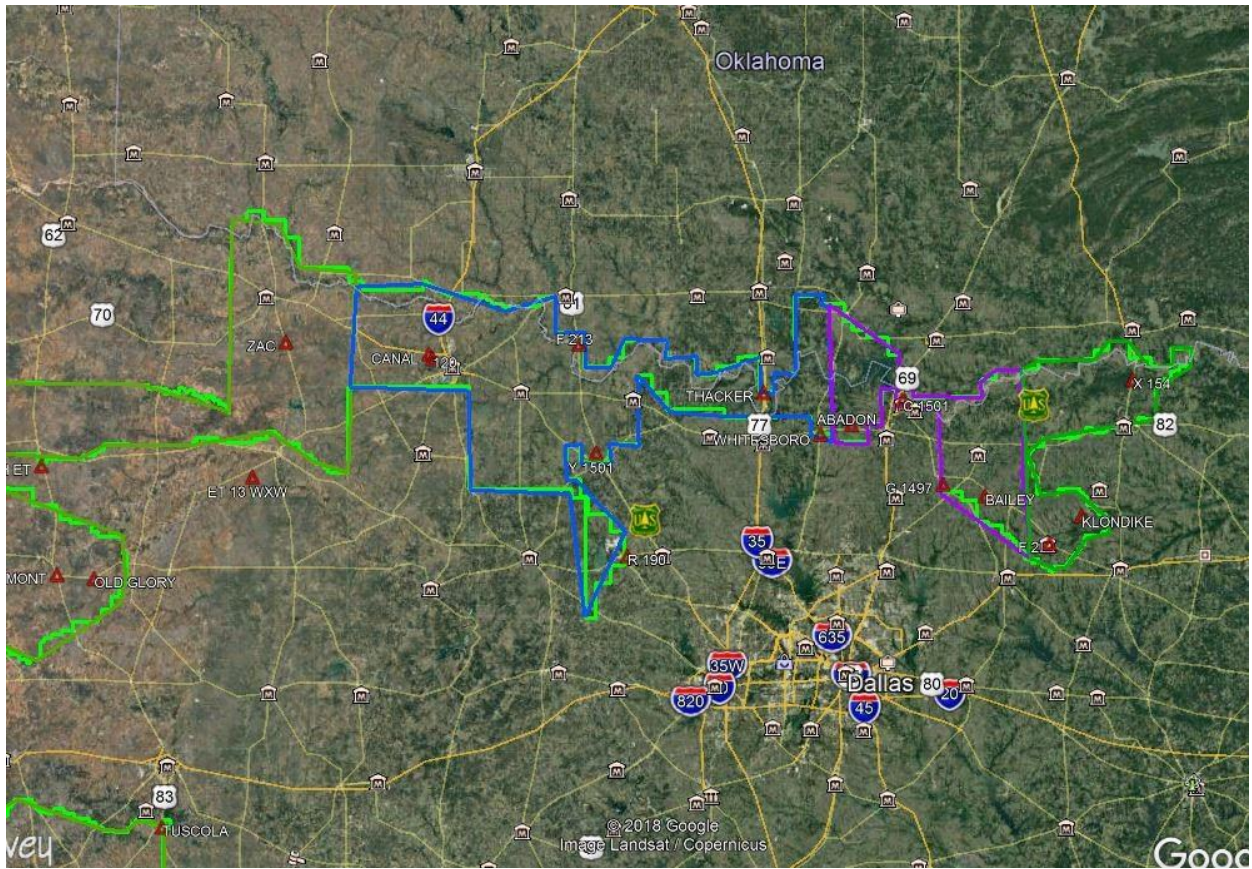 Oklahoma
62
70
44
ZAC
CANAL
F 213
THACKER
77
69
X 154
82
ABADON
WHITESBORO
Y 1501
ET 13 WXW
G 1497
BAILEY
KLONDIKE
R 190
35
OLD GLORY
635
35W
820
Dallas
80
20
45
83
TUSCOLA
© 2018 Google
Image Landsat / Copernicus